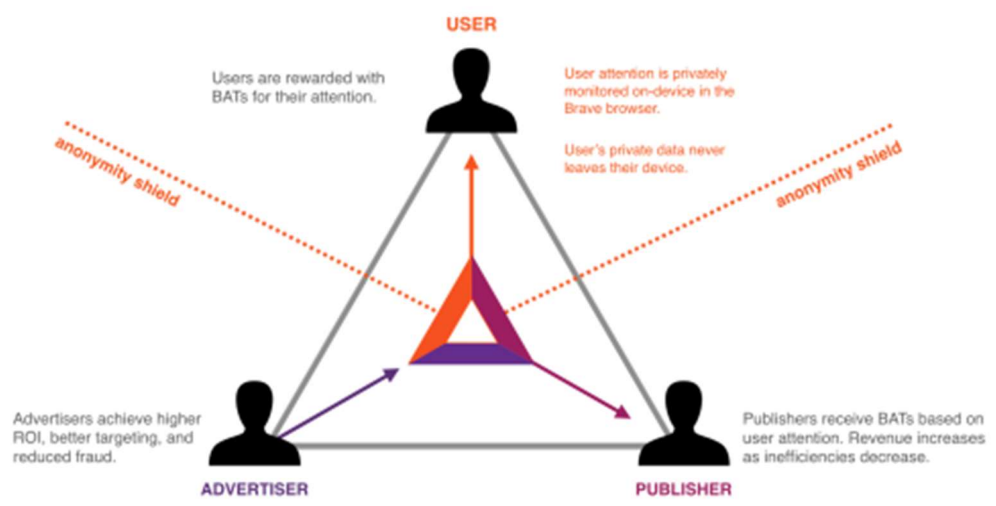 USER
Users are rewarded with
BATs for their attention.
User attention is privately
monitored on-device in the
Brave browser.
User's private data never
leaves their device.
anonymity shield
anonymity shield
Advertisers achieve higher
ROI, better targeting, and
reduced fraud.
ADVERTISER
Publishers receive BATs based on
user attention. Revenue increases
as inefficiencies decrease.
PUBLISHER